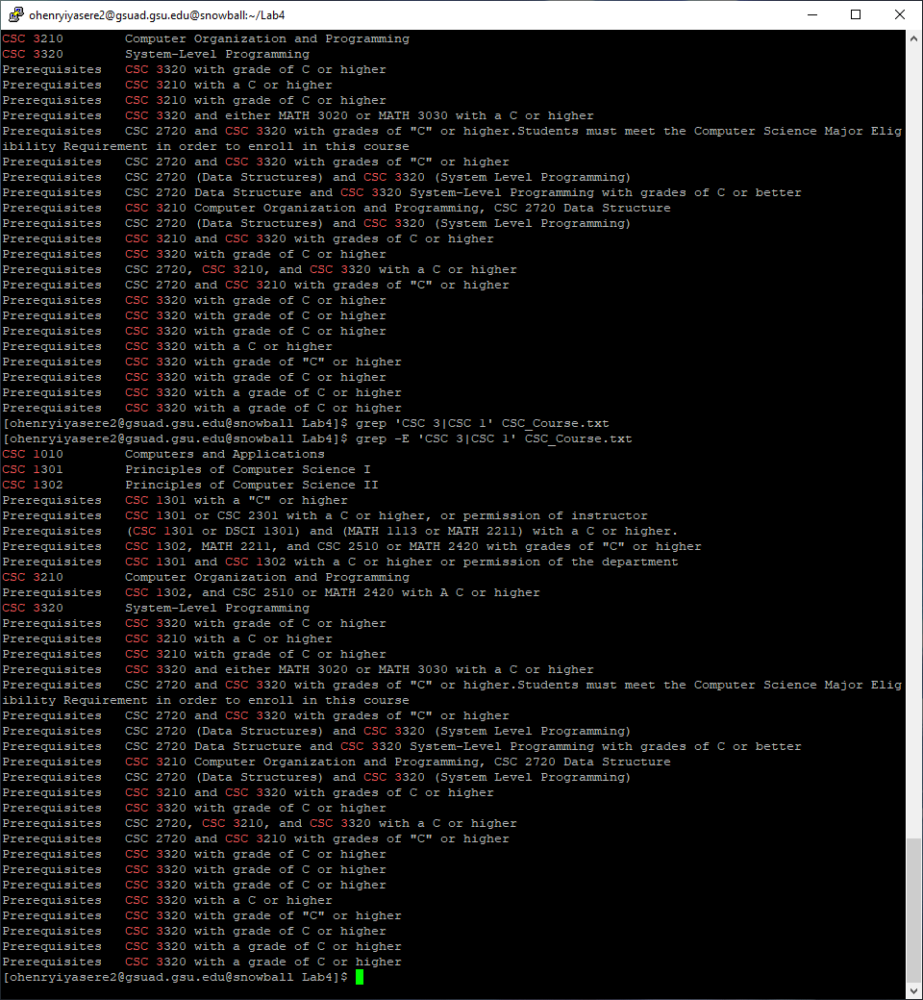 ohenryiyasere2@gsuad.gsu.edu@snowball:~/Lab4
CSC 3210        Computer Organization and Programming
CSC 3320        System-Level Programming
Prerequisites   CSC 3320 with grade of C or higher
Prerequisites   CSC 3210 with a C or higher
Prerequisites   CSC 3210 with grade of C or higher
Prerequisites   CSC 3320 and either MATH 3020 or MATH 3030 with a C or higher
Prerequisites   CSC 2720 and CSC 3320 with grades of "C" or higher.Students must meet the Computer Science Major Elig
ibility Requirement in order to enroll in this course
Prerequisites   CSC 2720 and CSC 3320 with grades of "C" or higher
Prerequisites   CSC 2720 (Data Structures) and CSC 3320 (System Level Programming)
Prerequisites   CSC 2720 Data Structure and CSC 3320 System-Level Programming with grades of C or better
Prerequisites   CSC 3210 Computer Organization and Programming, CSC 2720 Data Structure
Prerequisites   CSC 2720 (Data Structures) and CSC 3320 (System Level Programming)
Prerequisites   CSC 3210 and CSC 3320 with grades of C or higher
Prerequisites   CSC 3320 with grade of C or higher
Prerequisites   CSC 2720, CSC 3210, and CSC 3320 with a C or higher
Prerequisites   CSC 2720 and CSC 3210 with grades of "C" or higher
Prerequisites   CSC 3320 with grade of C or higher
Prerequisites   CSC 3320 with grade of C or higher
Prerequisites   CSC 3320 with grade of C or higher
Prerequisites   CSC 3320 with a C or higher
Prerequisites   CSC 3320 with grade of "C" or higher
Prerequisites   CSC 3320 with grade of C or higher
Prerequisites   CSC 3320 with a grade of C or higher
Prerequisites   CSC 3320 with a grade of C or higher
[ohenryiyasere2@gsuad.gsu.edu@snowball Lab4]$ grep 'CSC 3|CSC 1' CSC_Course.txt
[ohenryiyasere2@gsuad.gsu.edu@snowball Lab4]$ grep -E 'CSC 3|CSC 1' CSC_Course.txt
CSC 1010        Computers and Applications
CSC 1301        Principles of Computer Science I
CSC 1302        Principles of Computer Science II
Prerequisites   CSC 1301 with a "C" or higher
Prerequisites   CSC 1301 or CSC 2301 with a C or higher, or permission of instructor
Prerequisites   (CSC 1301 or DSCI 1301) and (MATH 1113 or MATH 2211) with a C or higher.
Prerequisites   CSC 1302, MATH 2211, and CSC 2510 or MATH 2420 with grades of "C" or higher
Prerequisites   CSC 1301 and CSC 1302 with a C or higher or permission of the department
CSC 3210        Computer Organization and Programming
Prerequisites   CSC 1302, and CSC 2510 or MATH 2420 with A C or higher
CSC 3320        System-Level Programming
Prerequisites   CSC 3320 with grade of C or higher
Prerequisites   CSC 3210 with a C or higher
Prerequisites   CSC 3210 with grade of C or higher
Prerequisites   CSC 3320 and either MATH 3020 or MATH 3030 with a C or higher
Prerequisites   CSC 2720 and CSC 3320 with grades of "C" or higher.Students must meet the Computer Science Major Elig
ibility Requirement in order to enroll in this course
Prerequisites   CSC 2720 and CSC 3320 with grades of "C" or higher
Prerequisites   CSC 2720 (Data Structures) and CSC 3320 (System Level Programming)
Prerequisites   CSC 2720 Data Structure and CSC 3320 System-Level Programming with grades of C or better
Prerequisites   CSC 3210 Computer Organization and Programming, CSC 2720 Data Structure
Prerequisites   CSC 2720 (Data Structures) and CSC 3320 (System Level Programming)
Prerequisites   CSC 3210 and CSC 3320 with grades of C or higher
Prerequisites   CSC 3320 with grade of C or higher
Prerequisites   CSC 2720, CSC 3210, and CSC 3320 with a C or higher
Prerequisites   CSC 2720 and CSC 3210 with grades of "C" or higher
Prerequisites   CSC 3320 with grade of C or higher
Prerequisites   CSC 3320 with grade of C or higher
Prerequisites   CSC 3320 with grade of C or higher
Prerequisites   CSC 3320 with a C or higher
Prerequisites   CSC 3320 with grade of "C" or higher
Prerequisites   CSC 3320 with grade of C or higher
Prerequisites   CSC 3320 with a grade of C or higher
Prerequisites   CSC 3320 with a grade of C or higher
[ohenryiyasere2@gsuad.gsu.edu@snowball Lab4]$